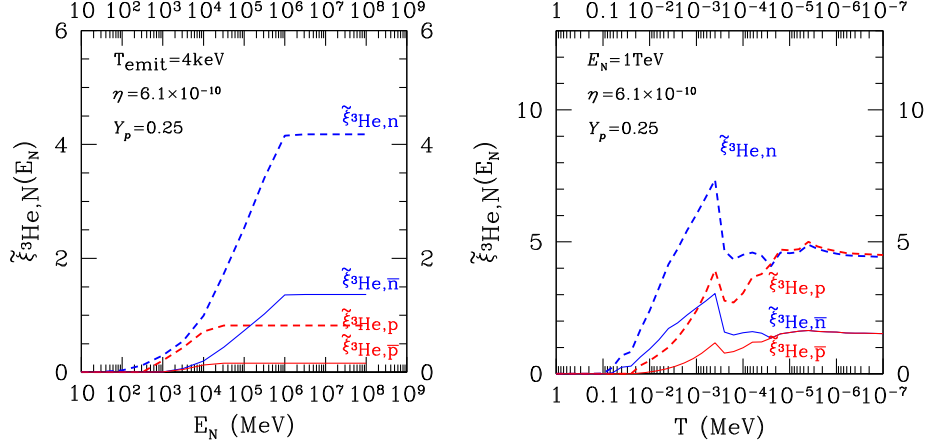 10 10² 10³ 10⁴ 10⁵ 10⁶ 10⁷ 10⁸ 10⁹
6 6
T_emit=4keV
η=6.1×10⁻¹⁰
Y_p=0.25
ξ̃³He,n
4 4
ξ̃³He,N(E_N)
2 2
ξ̃³He,n̅
ξ̃³He,p
ξ̃³He,p̅
0 0
10 10² 10³ 10⁴ 10⁵ 10⁶ 10⁷ 10⁸ 10⁹
E_N (MeV)
1 0.1 10⁻² 10⁻³ 10⁻⁴ 10⁻⁵ 10⁻⁶ 10⁻⁷
E_N=1TeV
η=6.1×10⁻¹⁰
Y_p=0.25
10 10
ξ̃³He,n
ξ̃³He,N(E_N)
5 5
ξ̃³He,p
ξ̃³He,n̅
ξ̃³He,p̅
0 0
1 0.1 10⁻² 10⁻³ 10⁻⁴ 10⁻⁵ 10⁻⁶ 10⁻⁷
T (MeV)